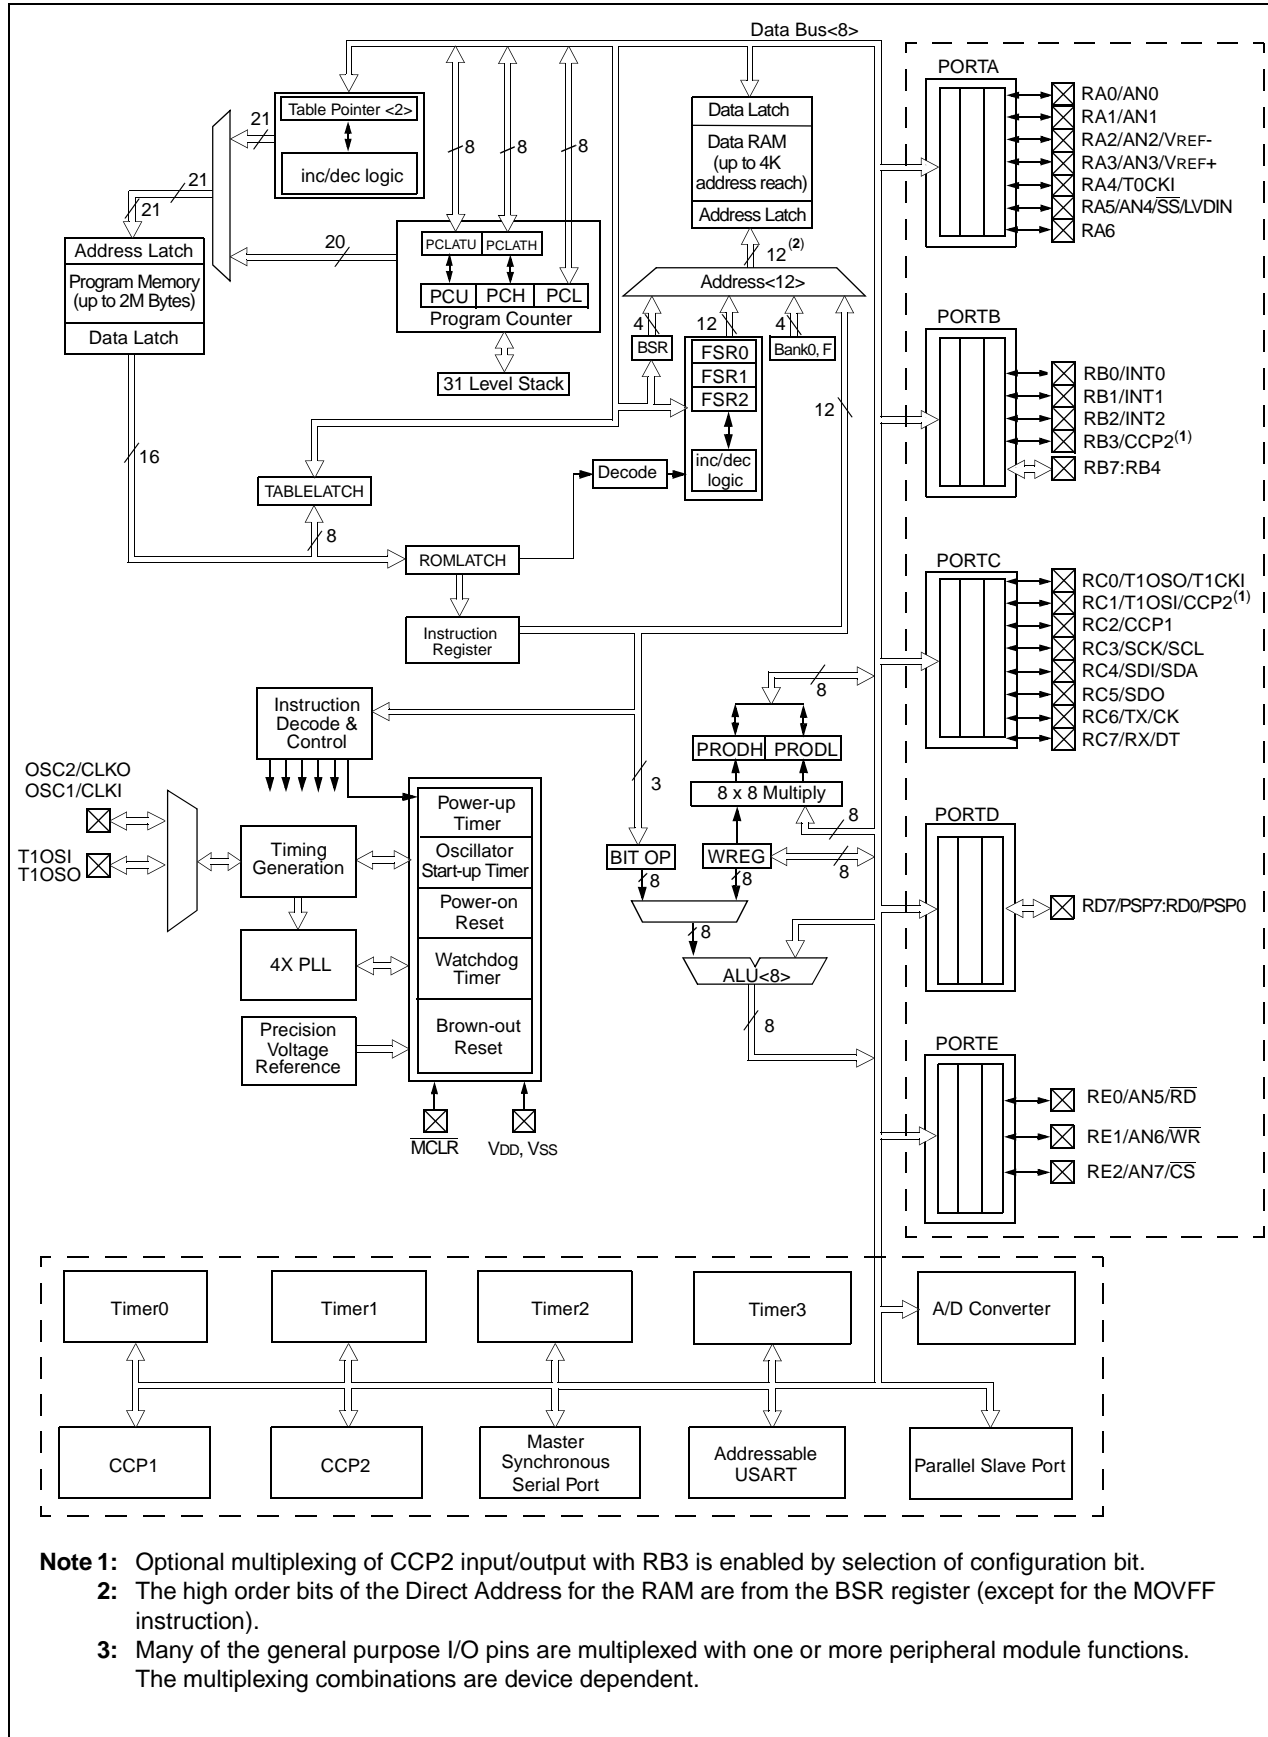 Data Bus<8>
Table Pointer <2>
21
inc/dec logic
21
21
8
8
8
20
Address Latch
Program Memory
(up to 2M Bytes)
Data Latch
PCLATU
PCLATH
PCU
PCH
PCL
Program Counter
31 Level Stack
Data Latch
Data RAM
(up to 4K
address reach)
Address Latch
12(2)
Address<12>
4
12
4
BSR
Bank0, F
FSR0
FSR1
FSR2
12
inc/dec
logic
Decode
16
TABLELATCH
8
ROMLATCH
Instruction
Register
Instruction
Decode &
Control
OSC2/CLKO
OSC1/CLKI
T1OSI
T1OSO
Timing
Generation
4X PLL
Precision
Voltage
Reference
Power-up
Timer
Oscillator
Start-up Timer
Power-on
Reset
Watchdog
Timer
Brown-out
Reset
MCLR
VDD, VSS
8
PRODH
PRODL
8 x 8 Multiply
3
8
BIT OP
WREG
8
8
8
8
ALU<8>
8
PORTA
RA0/AN0
RA1/AN1
RA2/AN2/VREF-
RA3/AN3/VREF+
RA4/T0CKI
RA5/AN4/SS/LVDIN
RA6
PORTB
RB0/INT0
RB1/INT1
RB2/INT2
RB3/CCP2(1)
RB7:RB4
PORTC
RC0/T1OSO/T1CKI
RC1/T1OSI/CCP2(1)
RC2/CCP1
RC3/SCK/SCL
RC4/SDI/SDA
RC5/SDO
RC6/TX/CK
RC7/RX/DT
PORTD
RD7/PSP7:RD0/PSP0
PORTE
RE0/AN5/RD
RE1/AN6/WR
RE2/AN7/CS
Timer0
Timer1
Timer2
Timer3
A/D Converter
CCP1
CCP2
Master
Synchronous
Serial Port
Addressable
USART
Parallel Slave Port
Note 1: Optional multiplexing of CCP2 input/output with RB3 is enabled by selection of configuration bit.
2: The high order bits of the Direct Address for the RAM are from the BSR register (except for the MOVFF
instruction).
3: Many of the general purpose I/O pins are multiplexed with one or more peripheral module functions.
The multiplexing combinations are device dependent.